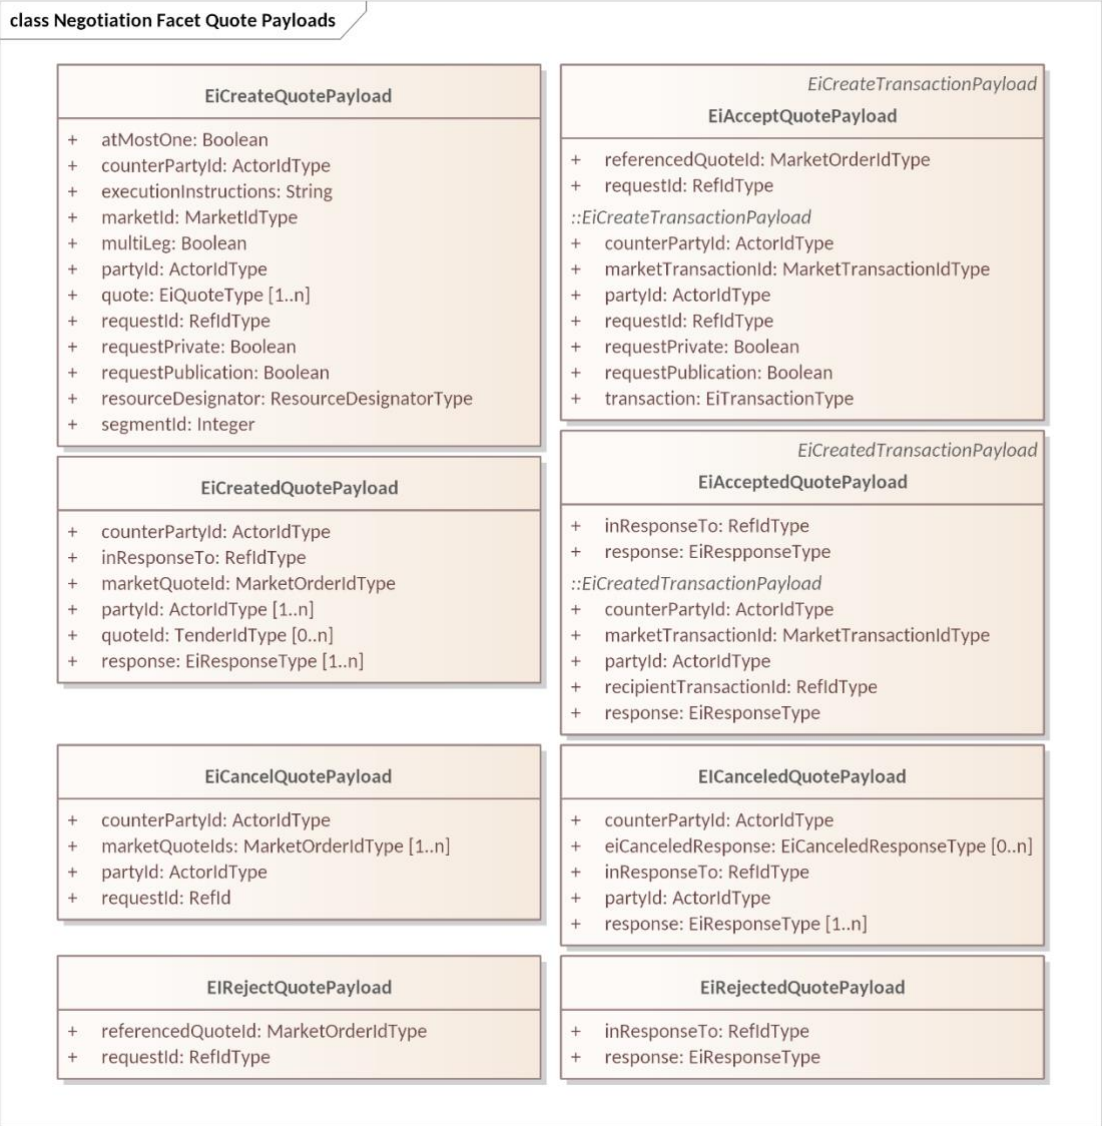 class Negotiation Facet Quote Payloads
EiCreateQuotePayload
+ atMostOne: Boolean
+ counterPartyId: ActorIdType
+ executionInstructions: String
+ marketId: MarketIdType
+ multiLeg: Boolean
+ partyId: ActorIdType
+ quote: EiQuoteType [1..n]
+ requestId: RefIdType
+ requestPrivate: Boolean
+ requestPublication: Boolean
+ resourceDesignator: ResourceDesignatorType
+ segmentId: Integer
EiCreateTransactionPayload
EiAcceptQuotePayload
+ referencedQuoteId: MarketOrderIdType
+ requestId: RefIdType
::EiCreateTransactionPayload
+ counterPartyId: ActorIdType
+ marketTransactionId: MarketTransactionIdType
+ partyId: ActorIdType
+ requestId: RefIdType
+ requestPrivate: Boolean
+ requestPublication: Boolean
+ transaction: EiTransactionType
EiCreatedQuotePayload
+ counterPartyId: ActorIdType
+ inResponseTo: RefIdType
+ marketQuoteId: MarketOrderIdType
+ partyId: ActorIdType [1..n]
+ quoteId: TenderIdType [0..n]
+ response: EiResponseType [1..n]
EiCreatedTransactionPayload
EiAcceptedQuotePayload
+ inResponseTo: RefIdType
+ response: EiRespponseType
::EiCreatedTransactionPayload
+ counterPartyId: ActorIdType
+ marketTransactionId: MarketTransactionIdType
+ partyId: ActorIdType
+ recipientTransactionId: RefIdType
+ response: EiResponseType
EiCancelQuotePayload
+ counterPartyId: ActorIdType
+ marketQuoteIds: MarketOrderIdType [1..n]
+ partyId: ActorIdType
+ requestId: RefId
EICanceledQuotePayload
+ counterPartyId: ActorIdType
+ eiCanceledResponse: EiCanceledResponseType [0..n]
+ inResponseTo: RefIdType
+ partyId: ActorIdType
+ response: EiResponseType [1..n]
EIRejectQuotePayload
+ referencedQuoteId: MarketOrderIdType
+ requestId: RefIdType
EiRejectedQuotePayload
+ inResponseTo: RefIdType
+ response: EiResponseType